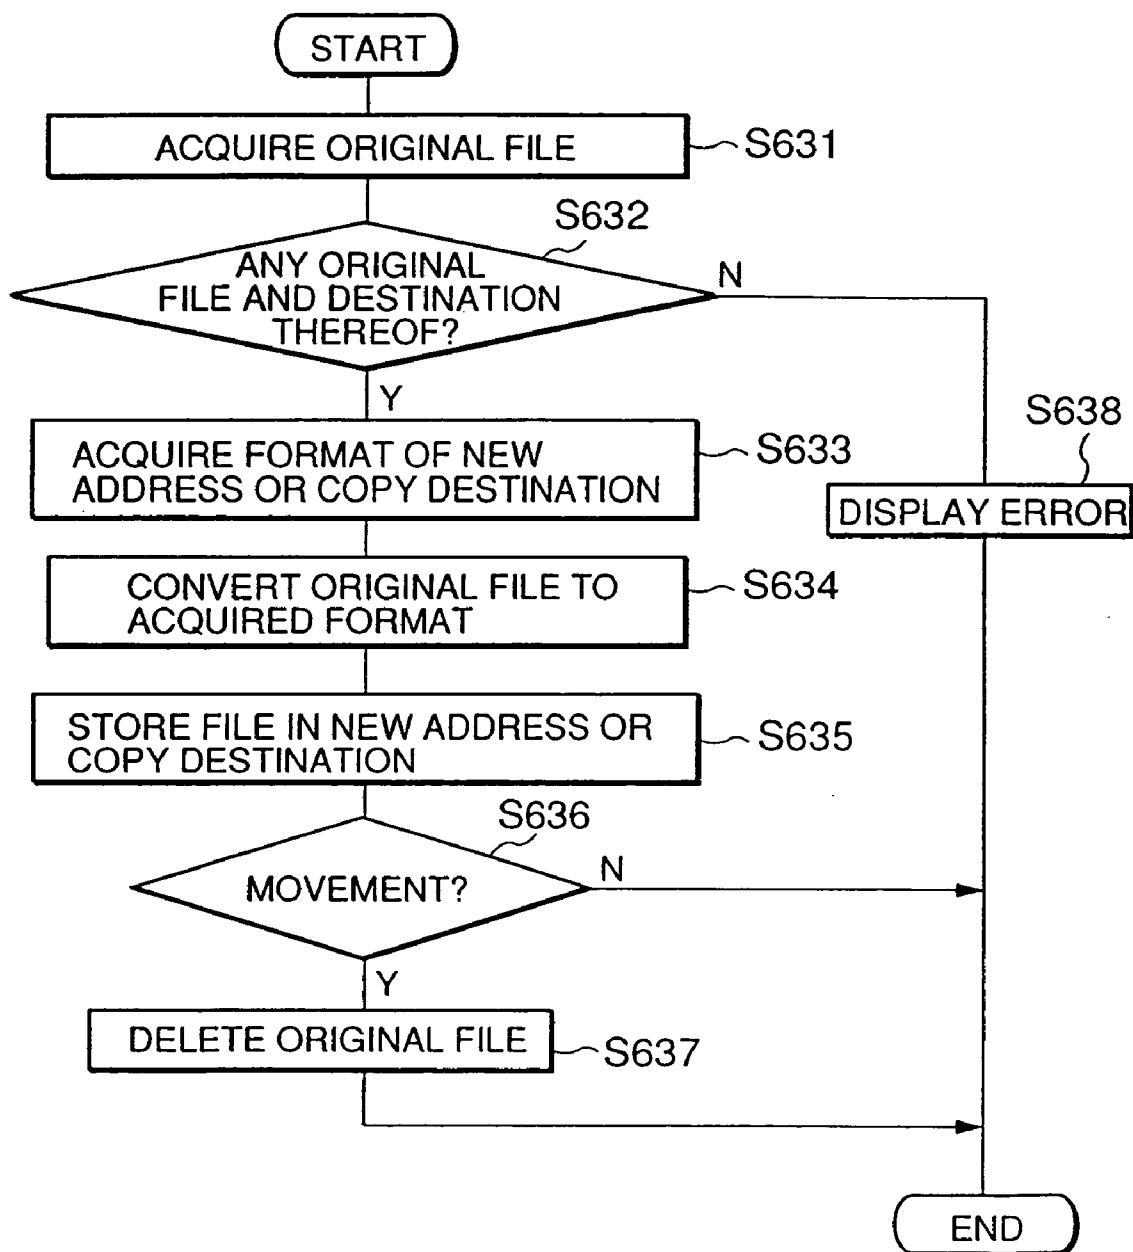 START
ACQUIRE ORIGINAL FILE
S631
S632
ANY ORIGINAL
FILE AND DESTINATION
THEREOF?
N
Y
S638
ACQUIRE FORMAT OF NEW
ADDRESS OR COPY DESTINATION
S633
DISPLAY ERROR
CONVERT ORIGINAL FILE TO
ACQUIRED FORMAT
S634
STORE FILE IN NEW ADDRESS OR
COPY DESTINATION
S635
S636
MOVEMENT?
N
Y
DELETE ORIGINAL FILE
S637
END